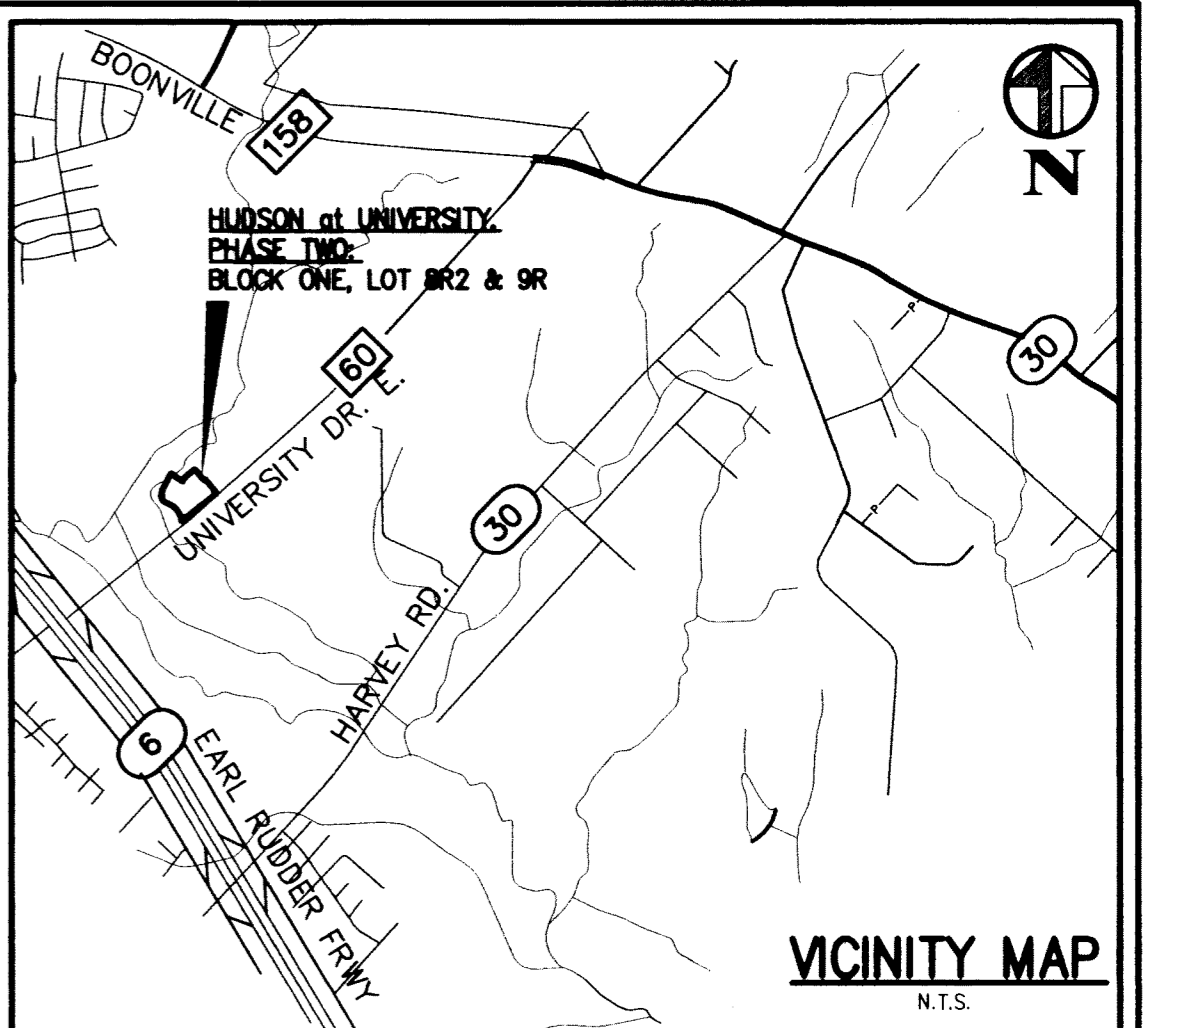 BOONVILLE
158
N
HUDSON at UNIVERSITY,
PHASE TWO:
BLOCK ONE, LOT 8R2 & 9R
P
30
60
UNIVERSITY DR. E.
30
P
HARVEY RD.
6
EARL RUDDER FRWY
VICINITY MAP
N.T.S.